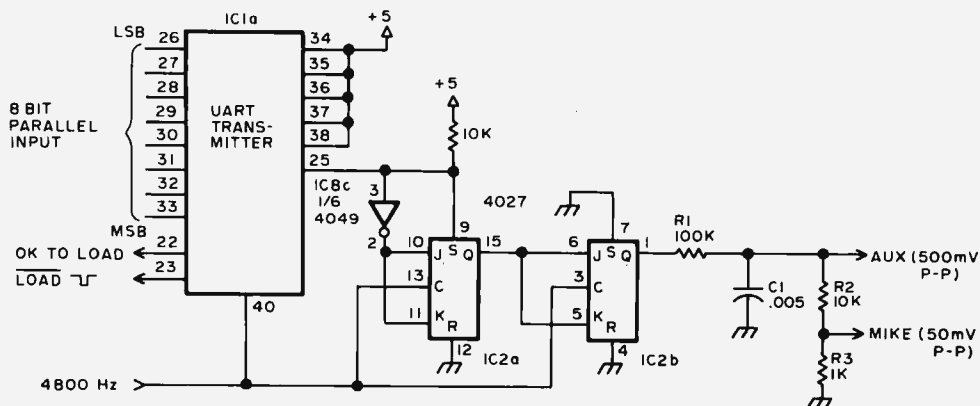 IC1a
LSB
26
27
28
29
30
31
32
33
MSB
8 BIT
PARALLEL
INPUT
UART
TRANS-
MITTER
34
35
36
37
38
25
+5
OK TO LOAD
22
LOAD
23
40
4800 Hz
+5
10K
3
IC8c
1/6
4049
2
4027
9
10
J S Q
15
13
C
11
K
R
12
IC2a
7
6
J S Q
1
3
C
5
K
R
4
IC2b
R1
100K
C1
.005
AUX (500mV
P-P)
R2
10K
MIKE (50mV
P-P)
R3
1K